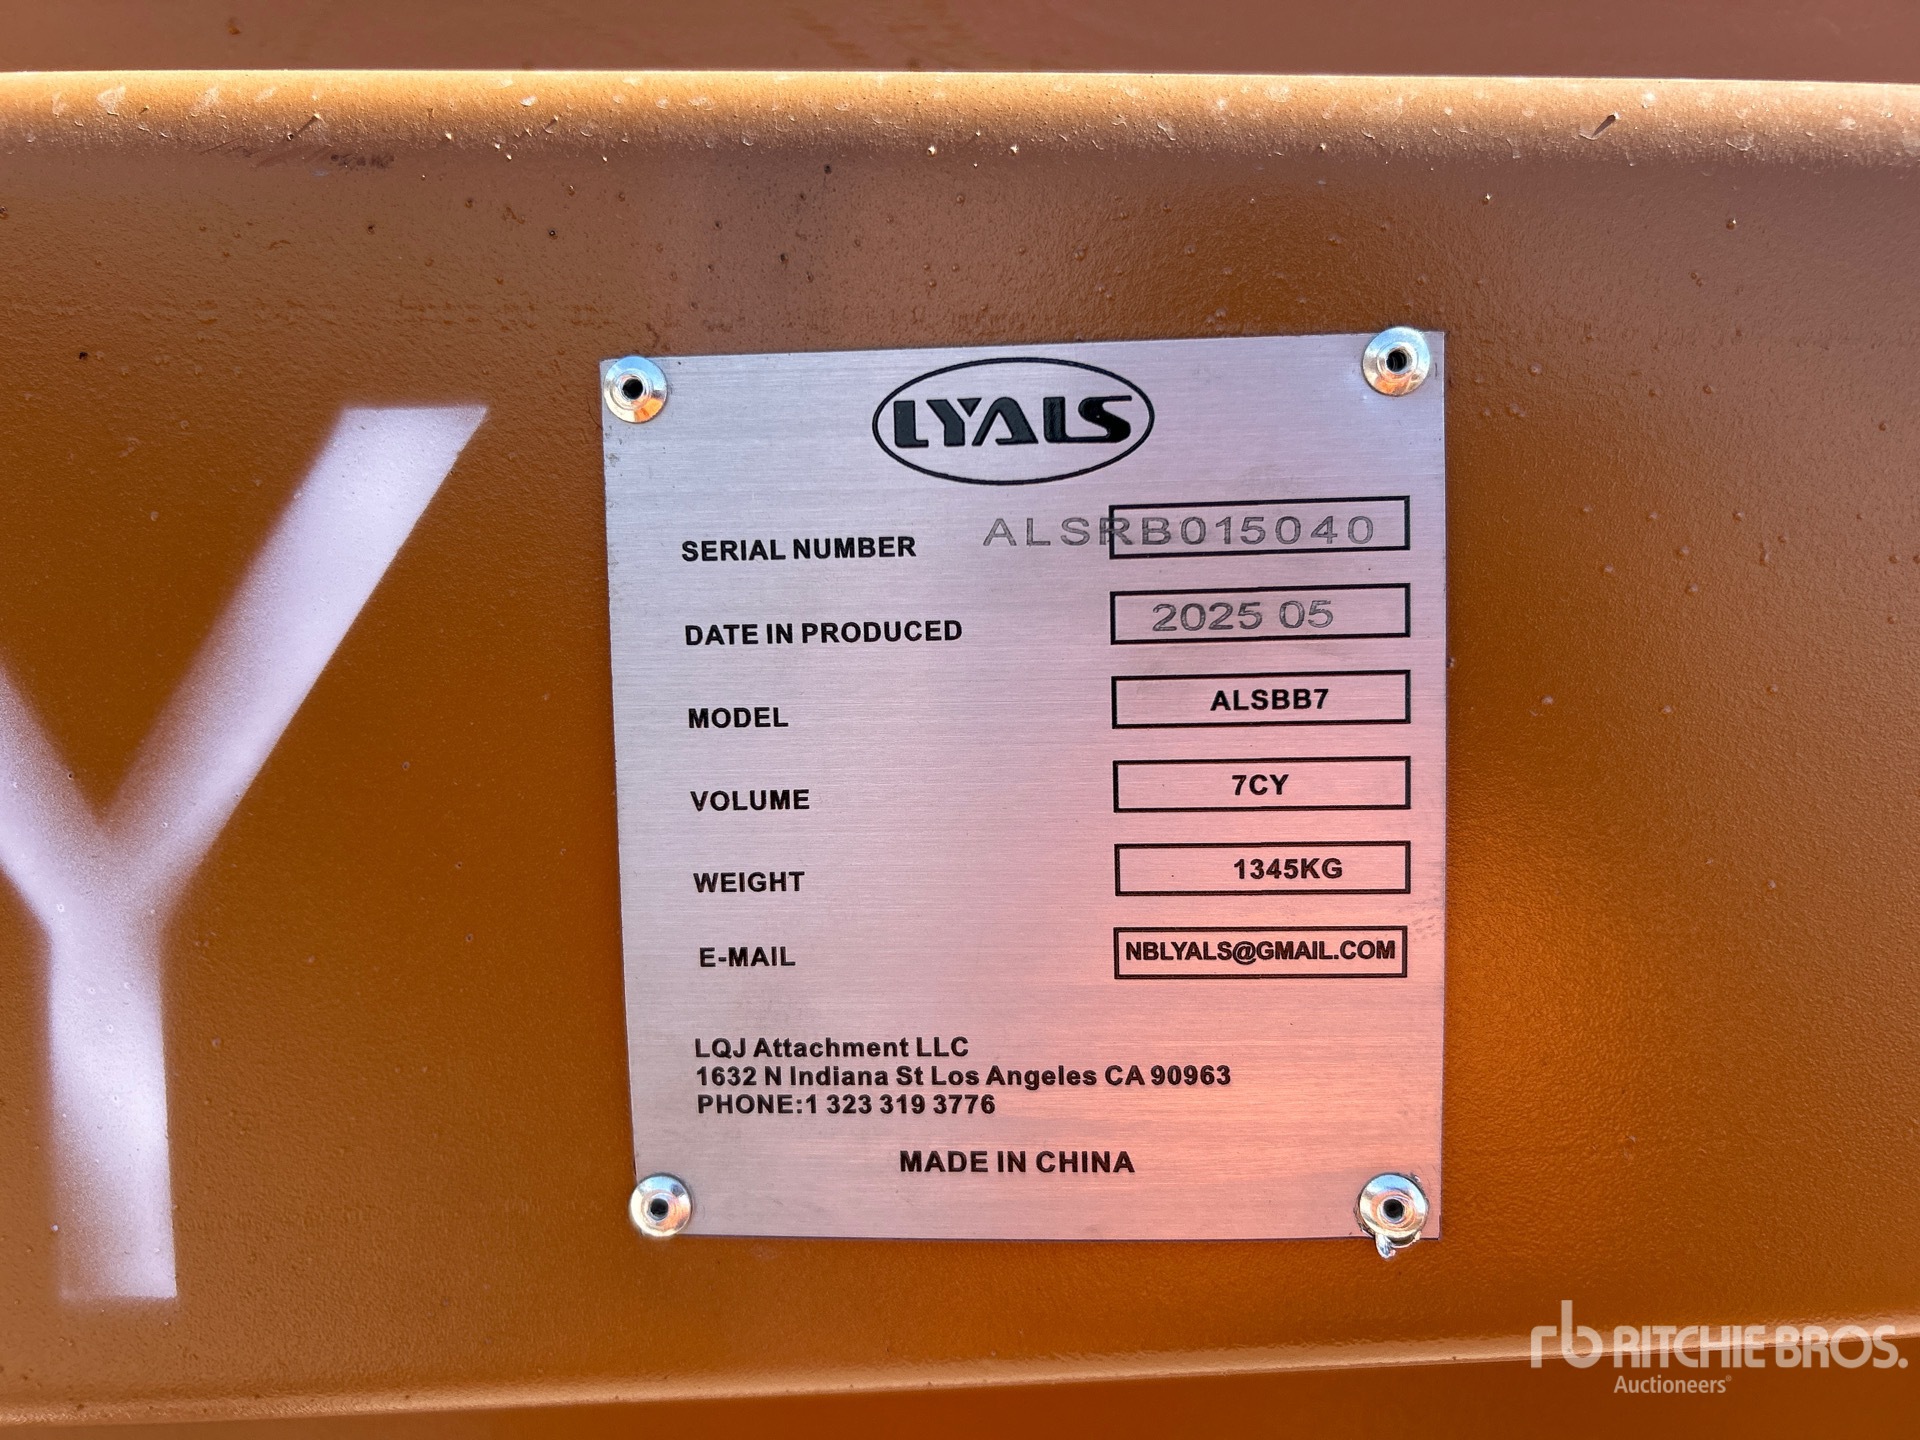 Y
LYALS
SERIAL NUMBER ALSRB015040
DATE IN PRODUCED 2025 05
MODEL ALSBB7
VOLUME 7CY
WEIGHT 1345KG
E-MAIL NBLYALS@GMAIL.COM
LQJ Attachment LLC
1632 N Indiana St Los Angeles CA 90963
PHONE:1 323 319 3776
MADE IN CHINA
rb RITCHIE BROS.
Auctioneers®